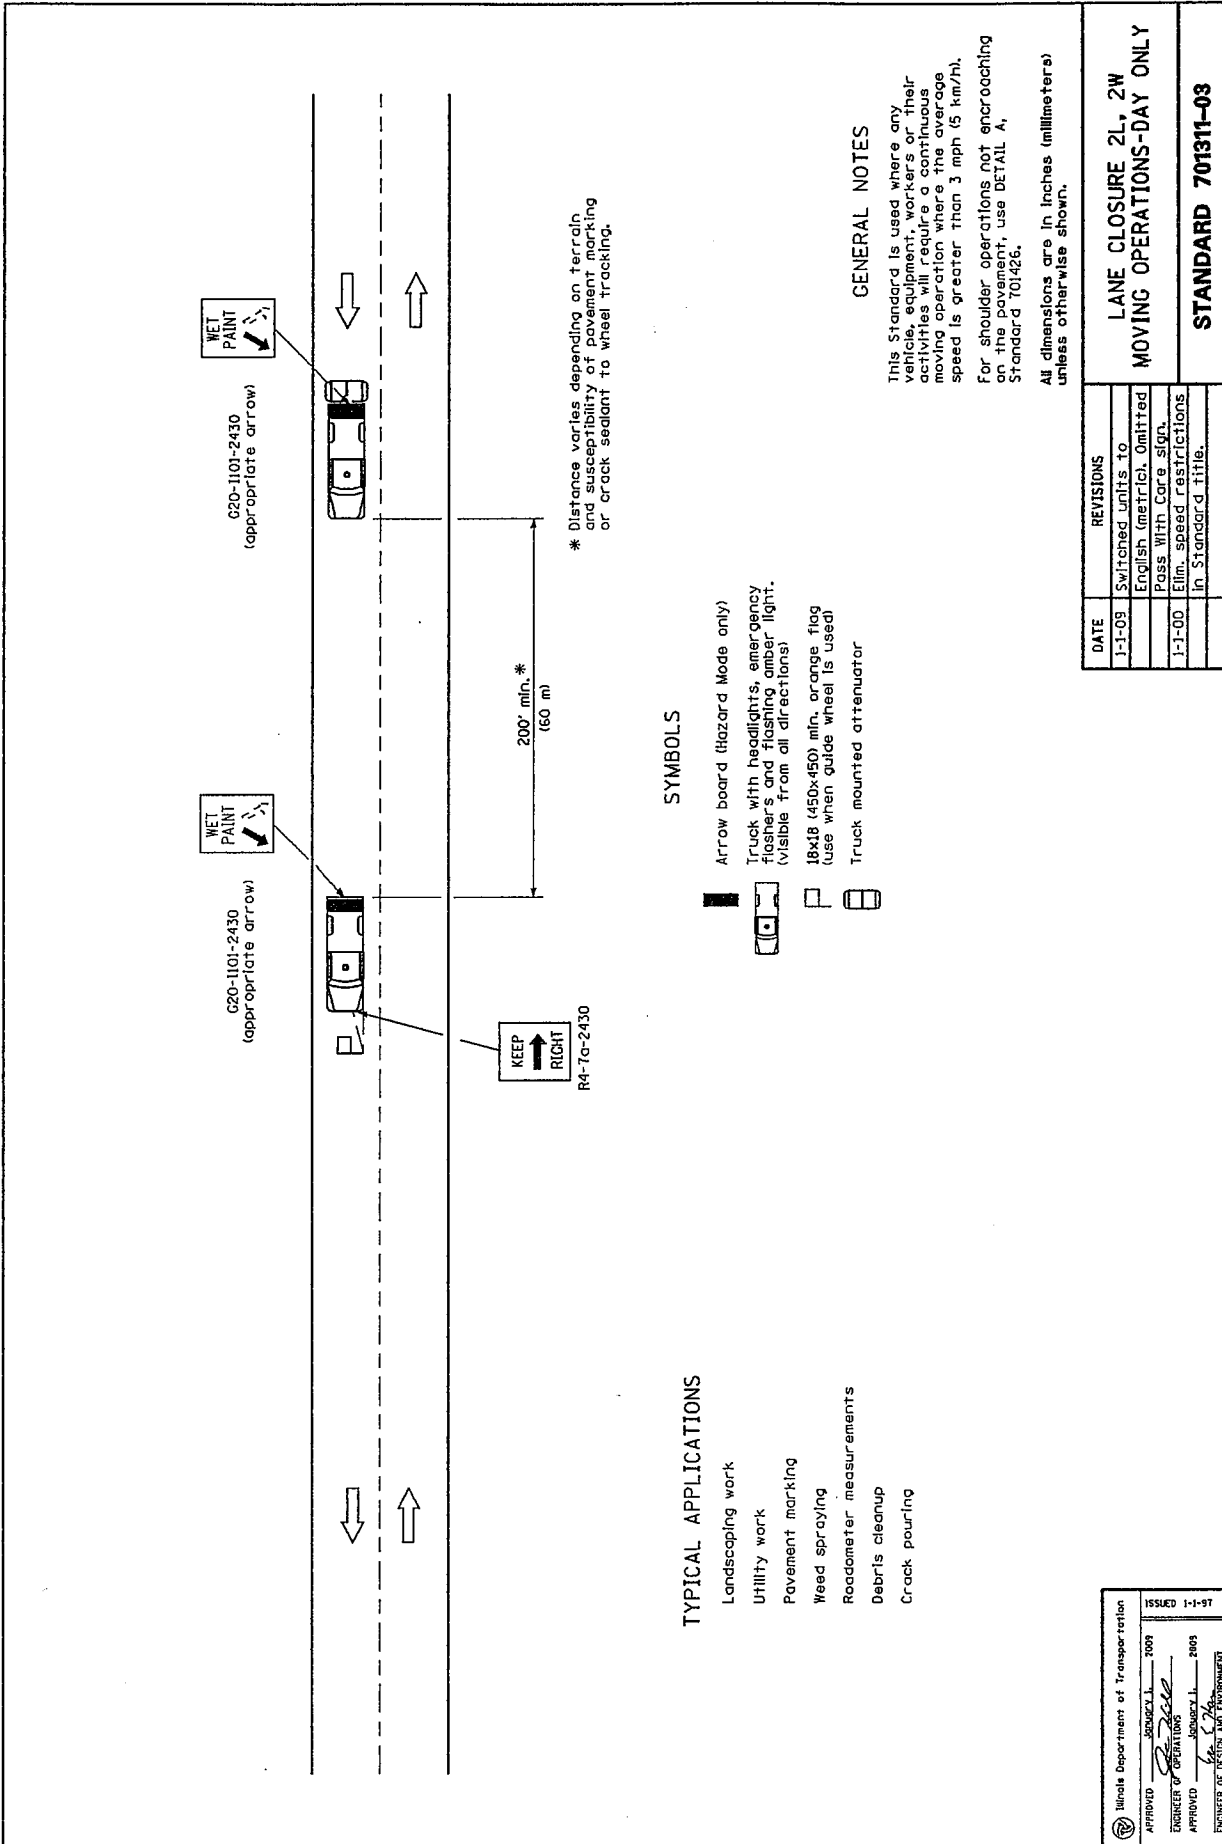 WET
PAINT
G20-I101-2430
(appropriate arrow)
WET
PAINT
G20-I101-2430
(appropriate arrow)
KEEP
RIGHT
R4-7a-2430
200' min. *
(60 m)
* Distance varies depending on terrain
and susceptibility of pavement marking
or crack sealant to wheel tracking.
TYPICAL APPLICATIONS
Landscaping work
Utility work
Pavement marking
Weed spraying
Roadometer measurements
Debris cleanup
Crack pouring
SYMBOLS
Arrow board (Hazard Mode only)
Truck with headlights, emergency
flashers and flashing amber light.
(visible from all directions)
18x18 (450x450) min. orange flag
(use when guide wheel is used)
Truck mounted attenuator
GENERAL NOTES
This Standard is used where any
vehicle, equipment, workers or their
activities will require a continuous
moving operation where the average
speed is greater than 3 mph (5 km/h).
For shoulder operations not encroaching
on the pavement, use DETAIL A,
Standard 701426.
All dimensions are in inches (millimeters)
unless otherwise shown.
Illinois Department of Transportation
APPROVED January 1, 2009
ENGINEER OF OPERATIONS
APPROVED January 1, 2009
ENGINEER OF DESIGN AND ENVIRONMENT
ISSUED 1-1-97
DATE REVISIONS
1-1-09 Switched units to
English (metric). Omitted
Pass With Care sign.
1-1-00 Elim. speed restrictions
in Standard title.
LANE CLOSURE 2L, 2W
MOVING OPERATIONS-DAY ONLY
STANDARD 701311-03